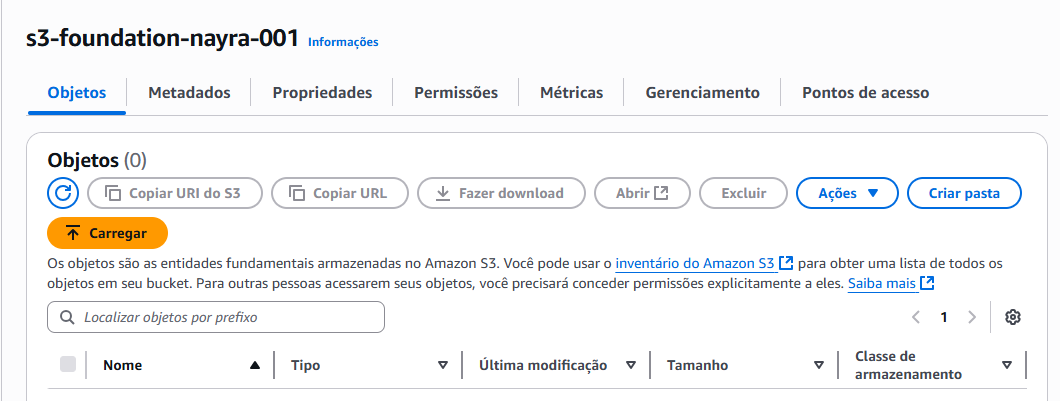 s3-foundation-nayra-001 Informações
Objetos Metadados Propriedades Permissões Métricas Gerenciamento Pontos de acesso
Objetos (0)
Copiar URI do S3 Copiar URL Fazer download Abrir Excluir Ações Criar pasta
Carregar
Os objetos são as entidades fundamentais armazenadas no Amazon S3. Você pode usar o inventário do Amazon S3 para obter uma lista de todos os
objetos em seu bucket. Para outras pessoas acessarem seus objetos, você precisará conceder permissões explicitamente a eles. Saiba mais
Localizar objetos por prefixo 1
Nome Tipo Última modificação Tamanho Classe de
armazenamento